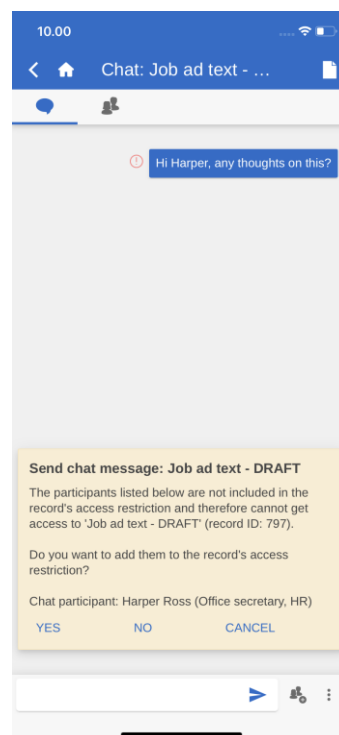 10.00
Chat: Job ad text - ...
Hi Harper, any thoughts on this?
Send chat message: Job ad text - DRAFT
The participants listed below are not included in the
record's access restriction and therefore cannot get
access to 'Job ad text - DRAFT' (record ID: 797).
Do you want to add them to the record's access
restriction?
Chat participant: Harper Ross (Office secretary, HR)
YES NO CANCEL